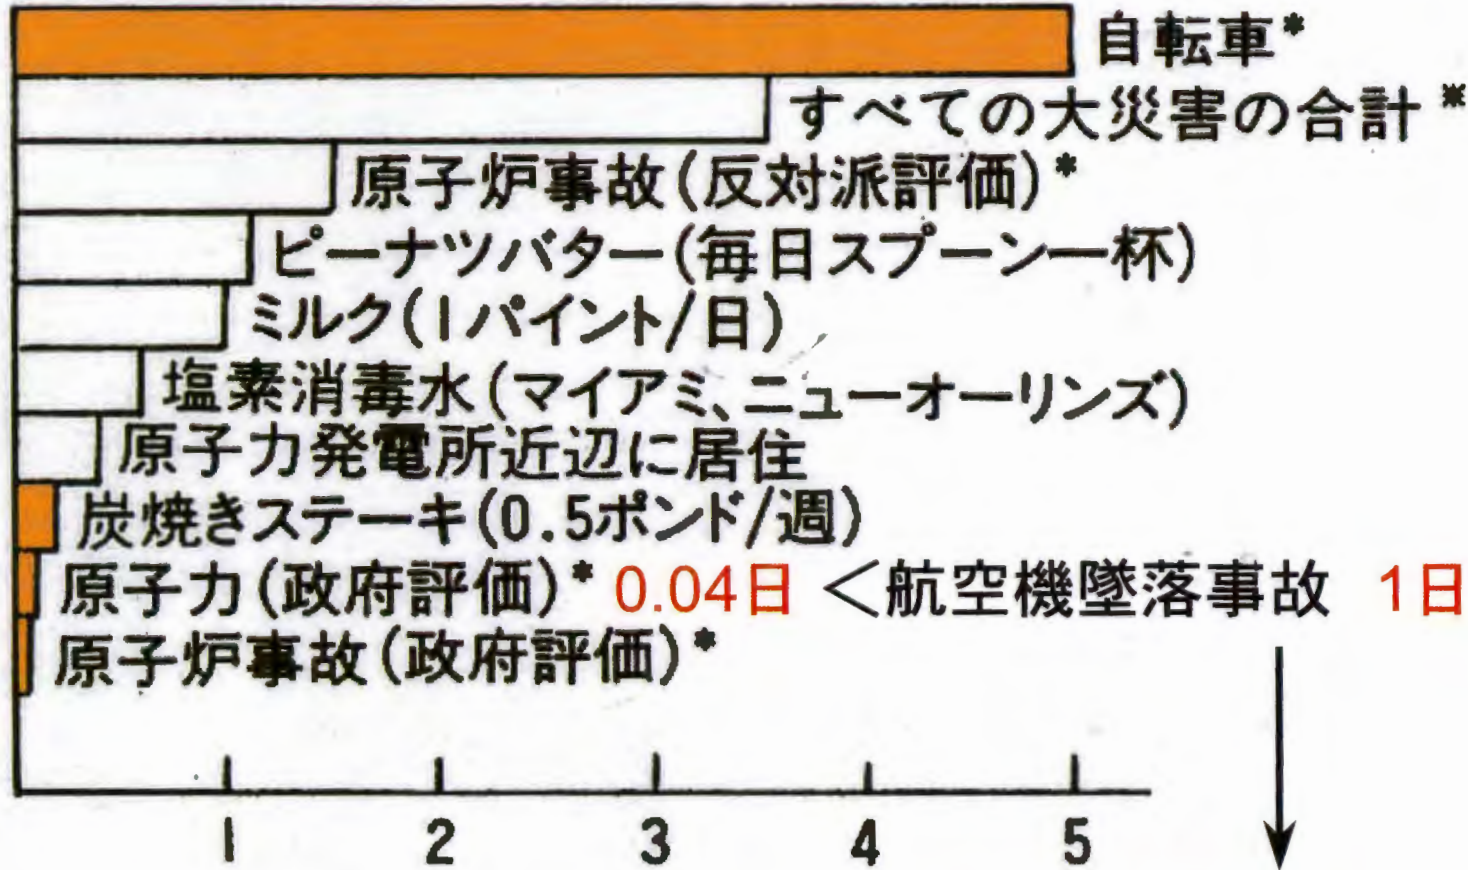 自転車*
すべての大災害の合計*
原子炉事故(反対派評価)*
ピーナツバター(毎日スプーン一杯)
ミルク(1パイント/日)
塩素消毒水(マイアミ、ニューオーリンズ)
原子力発電所近辺に居住
炭焼きステーキ(0.5ポンド/週)
原子力(政府評価)* 0.04日 <航空機墜落事故 1日
原子炉事故(政府評価)*
1 2 3 4 5